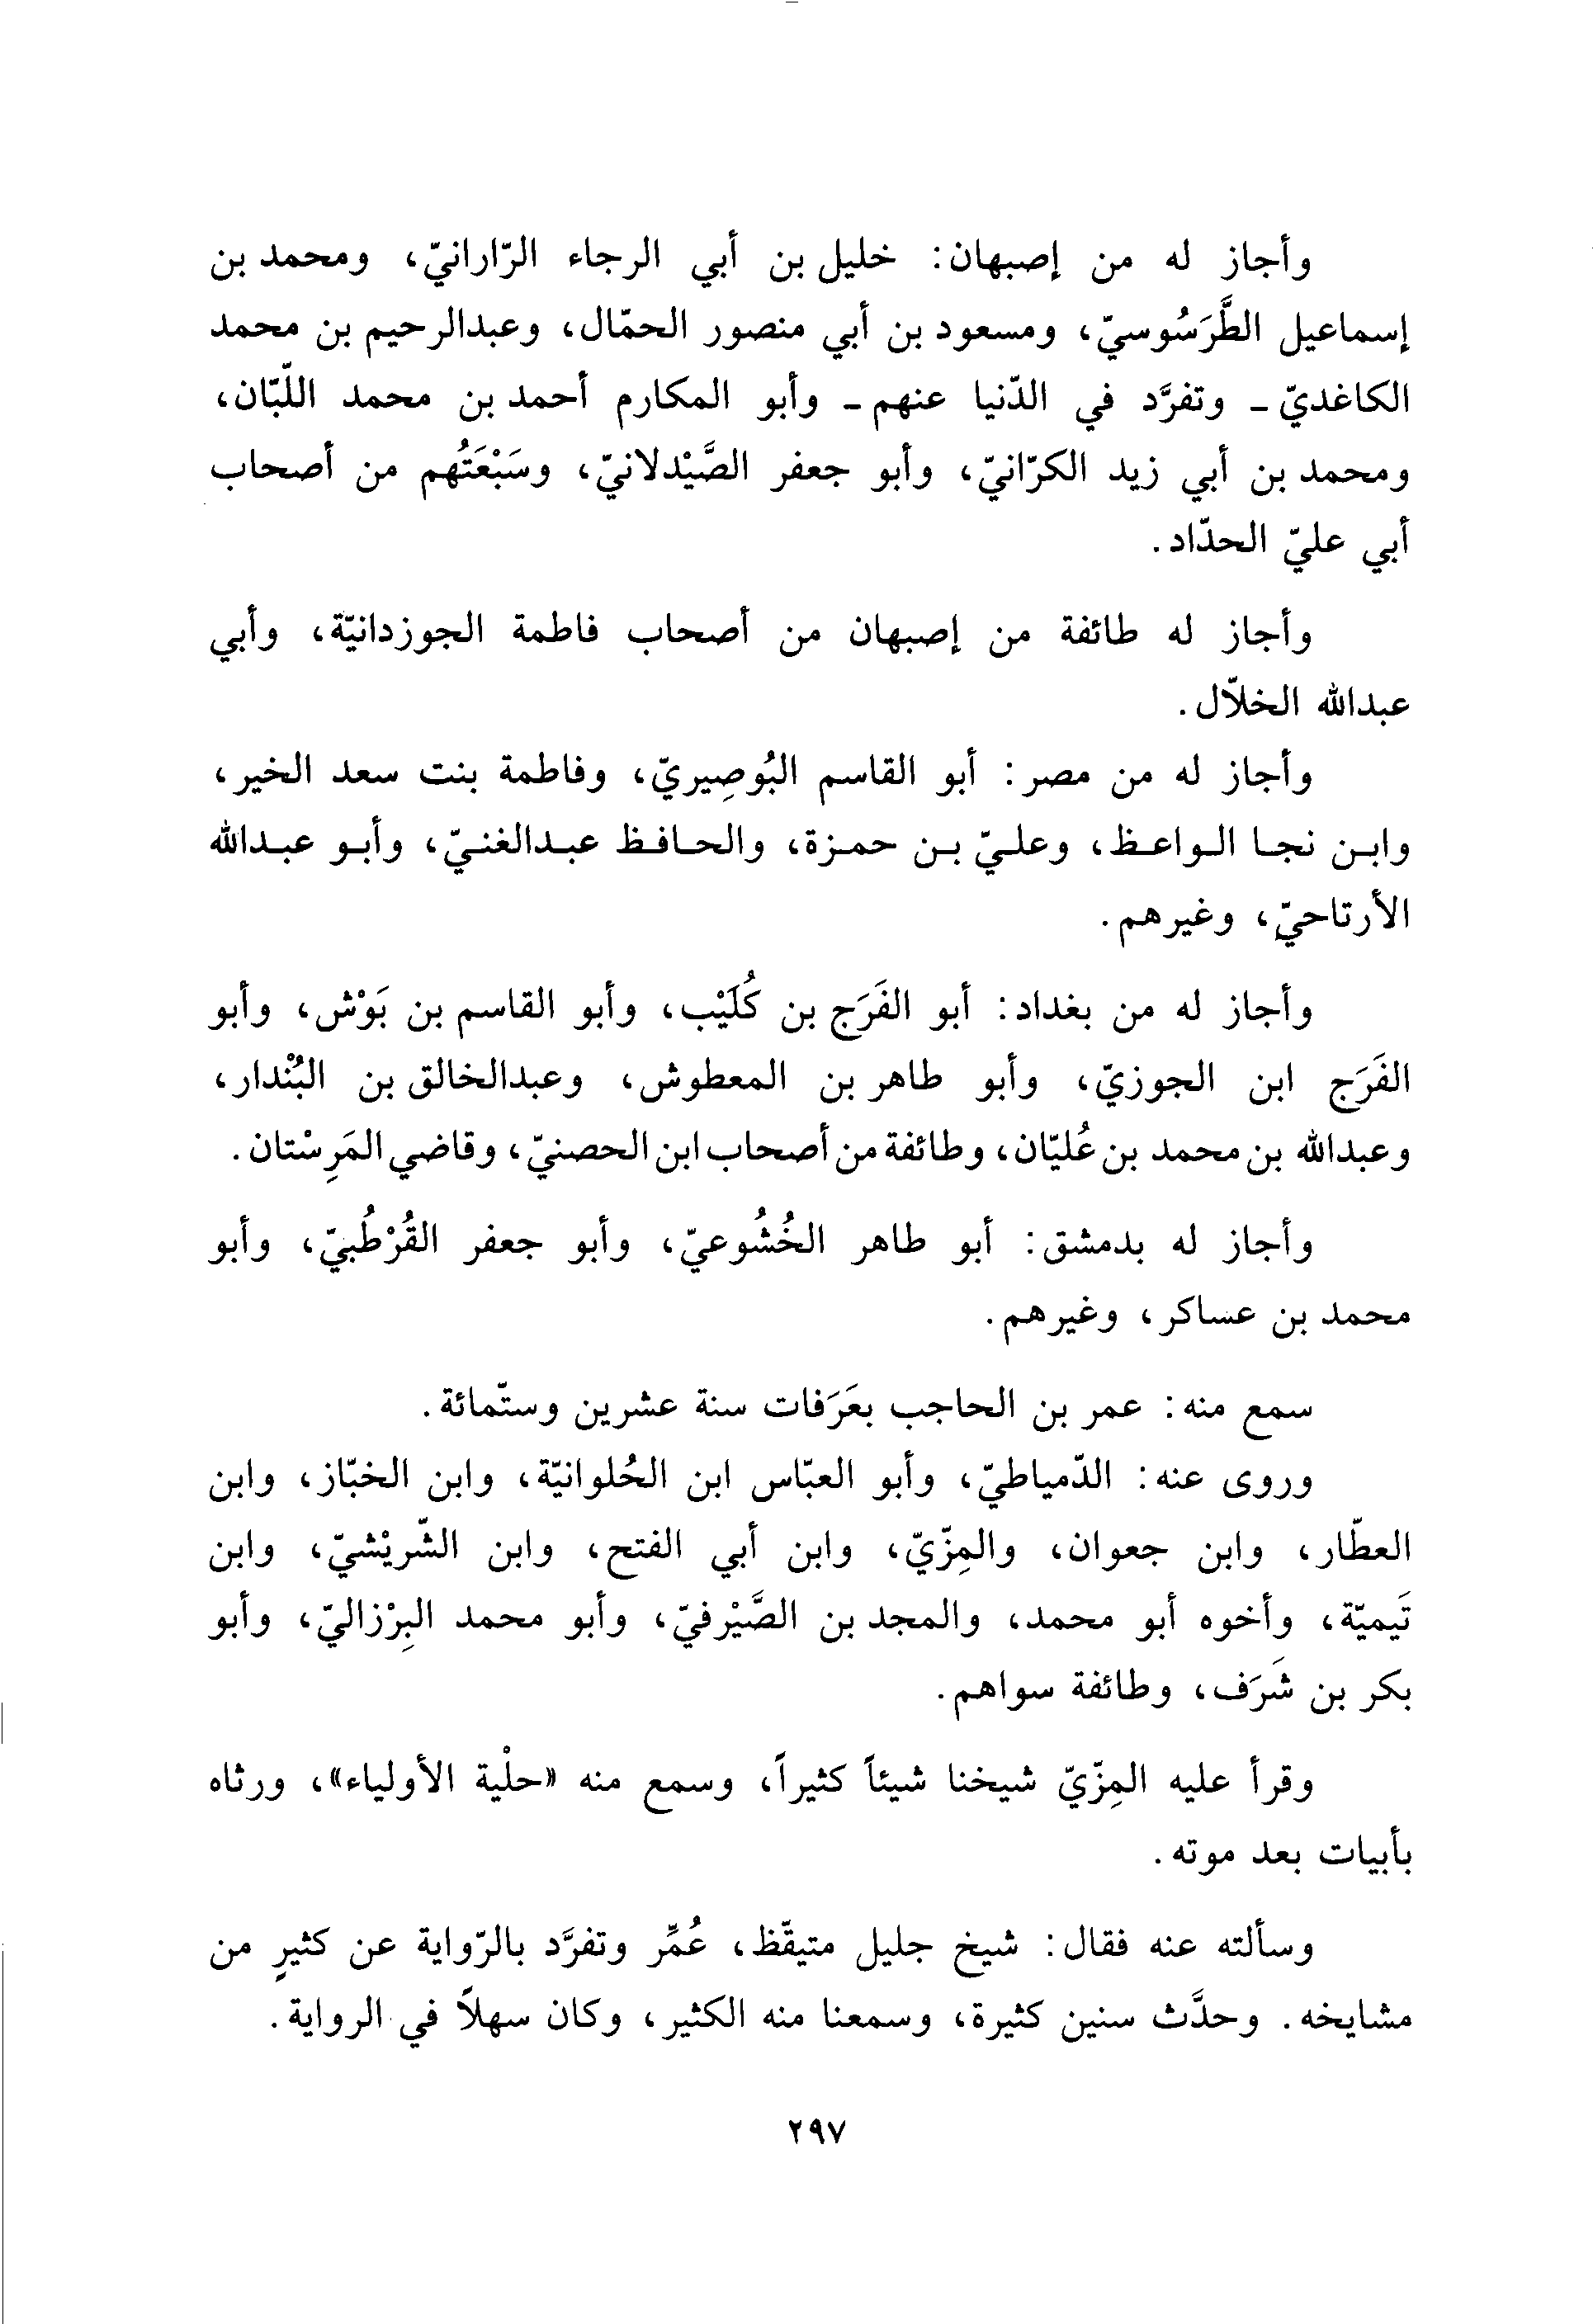 وأجاز له من إصبهان: خليل بن أبي الرجاء الرّارانيّ، ومحمد بن
إسماعيل الطَّرَسُوسيّ، ومسعود بن أبي منصور الحمّال، وعبدالرحيم بن محمد
الكاغديّ - وتفرَّد في الدّنيا عنهم - وأبو المكارم أحمد بن محمد اللّبّان،
ومحمد بن أبي زيد الكرّانيّ، وأبو جعفر الصَّيْدلانيّ، وسَبْعَتُهم من أصحاب
أبي عليّ الحدّاد.
وأجاز له طائفة من إصبهان من أصحاب فاطمة الجوزدانيّة، وأبي
عبدالله الخلاّل.
وأجاز له من مصر: أبو القاسم البُوصِيريّ، وفاطمة بنت سعد الخير،
وابن نجا الواعظ، وعليّ بن حمزة، والحافظ عبدالغنيّ، وأبو عبدالله
الأرتاحيّ، وغيرهم.
وأجاز له من بغداد: أبو الفَرَج بن كُلَيْب، وأبو القاسم بن بَوْش، وأبو
الفَرَج ابن الجوزيّ، وأبو طاهر بن المعطوش، وعبدالخالق بن البُنْدار،
وعبدالله بن محمد بن عُليّان، وطائفة من أصحاب ابن الحصنيّ، وقاضي المَرِسْتان.
وأجاز له بدمشق: أبو طاهر الخُشُوعيّ، وأبو جعفر القُرْطُبيّ، وأبو
محمد بن عساكر، وغيرهم.
سمع منه: عمر بن الحاجب بعَرَفات سنة عشرين وستّمائة.
وروى عنه: الدّمياطيّ، وأبو العبّاس ابن الحُلوانيّة، وابن الخبّاز، وابن
العطّار، وابن جعوان، والمِزّيّ، وابن أبي الفتح، وابن الشّريْشيّ، وابن
تَيميّة، وأخوه أبو محمد، والمجد بن الصَّيْرفيّ، وأبو محمد البِرْزاليّ، وأبو
بكر بن شَرَف، وطائفة سواهم.
وقرأ عليه المِزّيّ شيخنا شيئاً كثيراً، وسمع منه «حلْية الأولياء»، ورثاه
بأبيات بعد موته.
وسألته عنه فقال: شيخ جليل متيقّظ، عُمِّر وتفرَّد بالرّواية عن كثيرٍ من
مشايخه. وحدَّث سنين كثيرة، وسمعنا منه الكثير، وكان سهلاً في الرواية.
٢٩٧